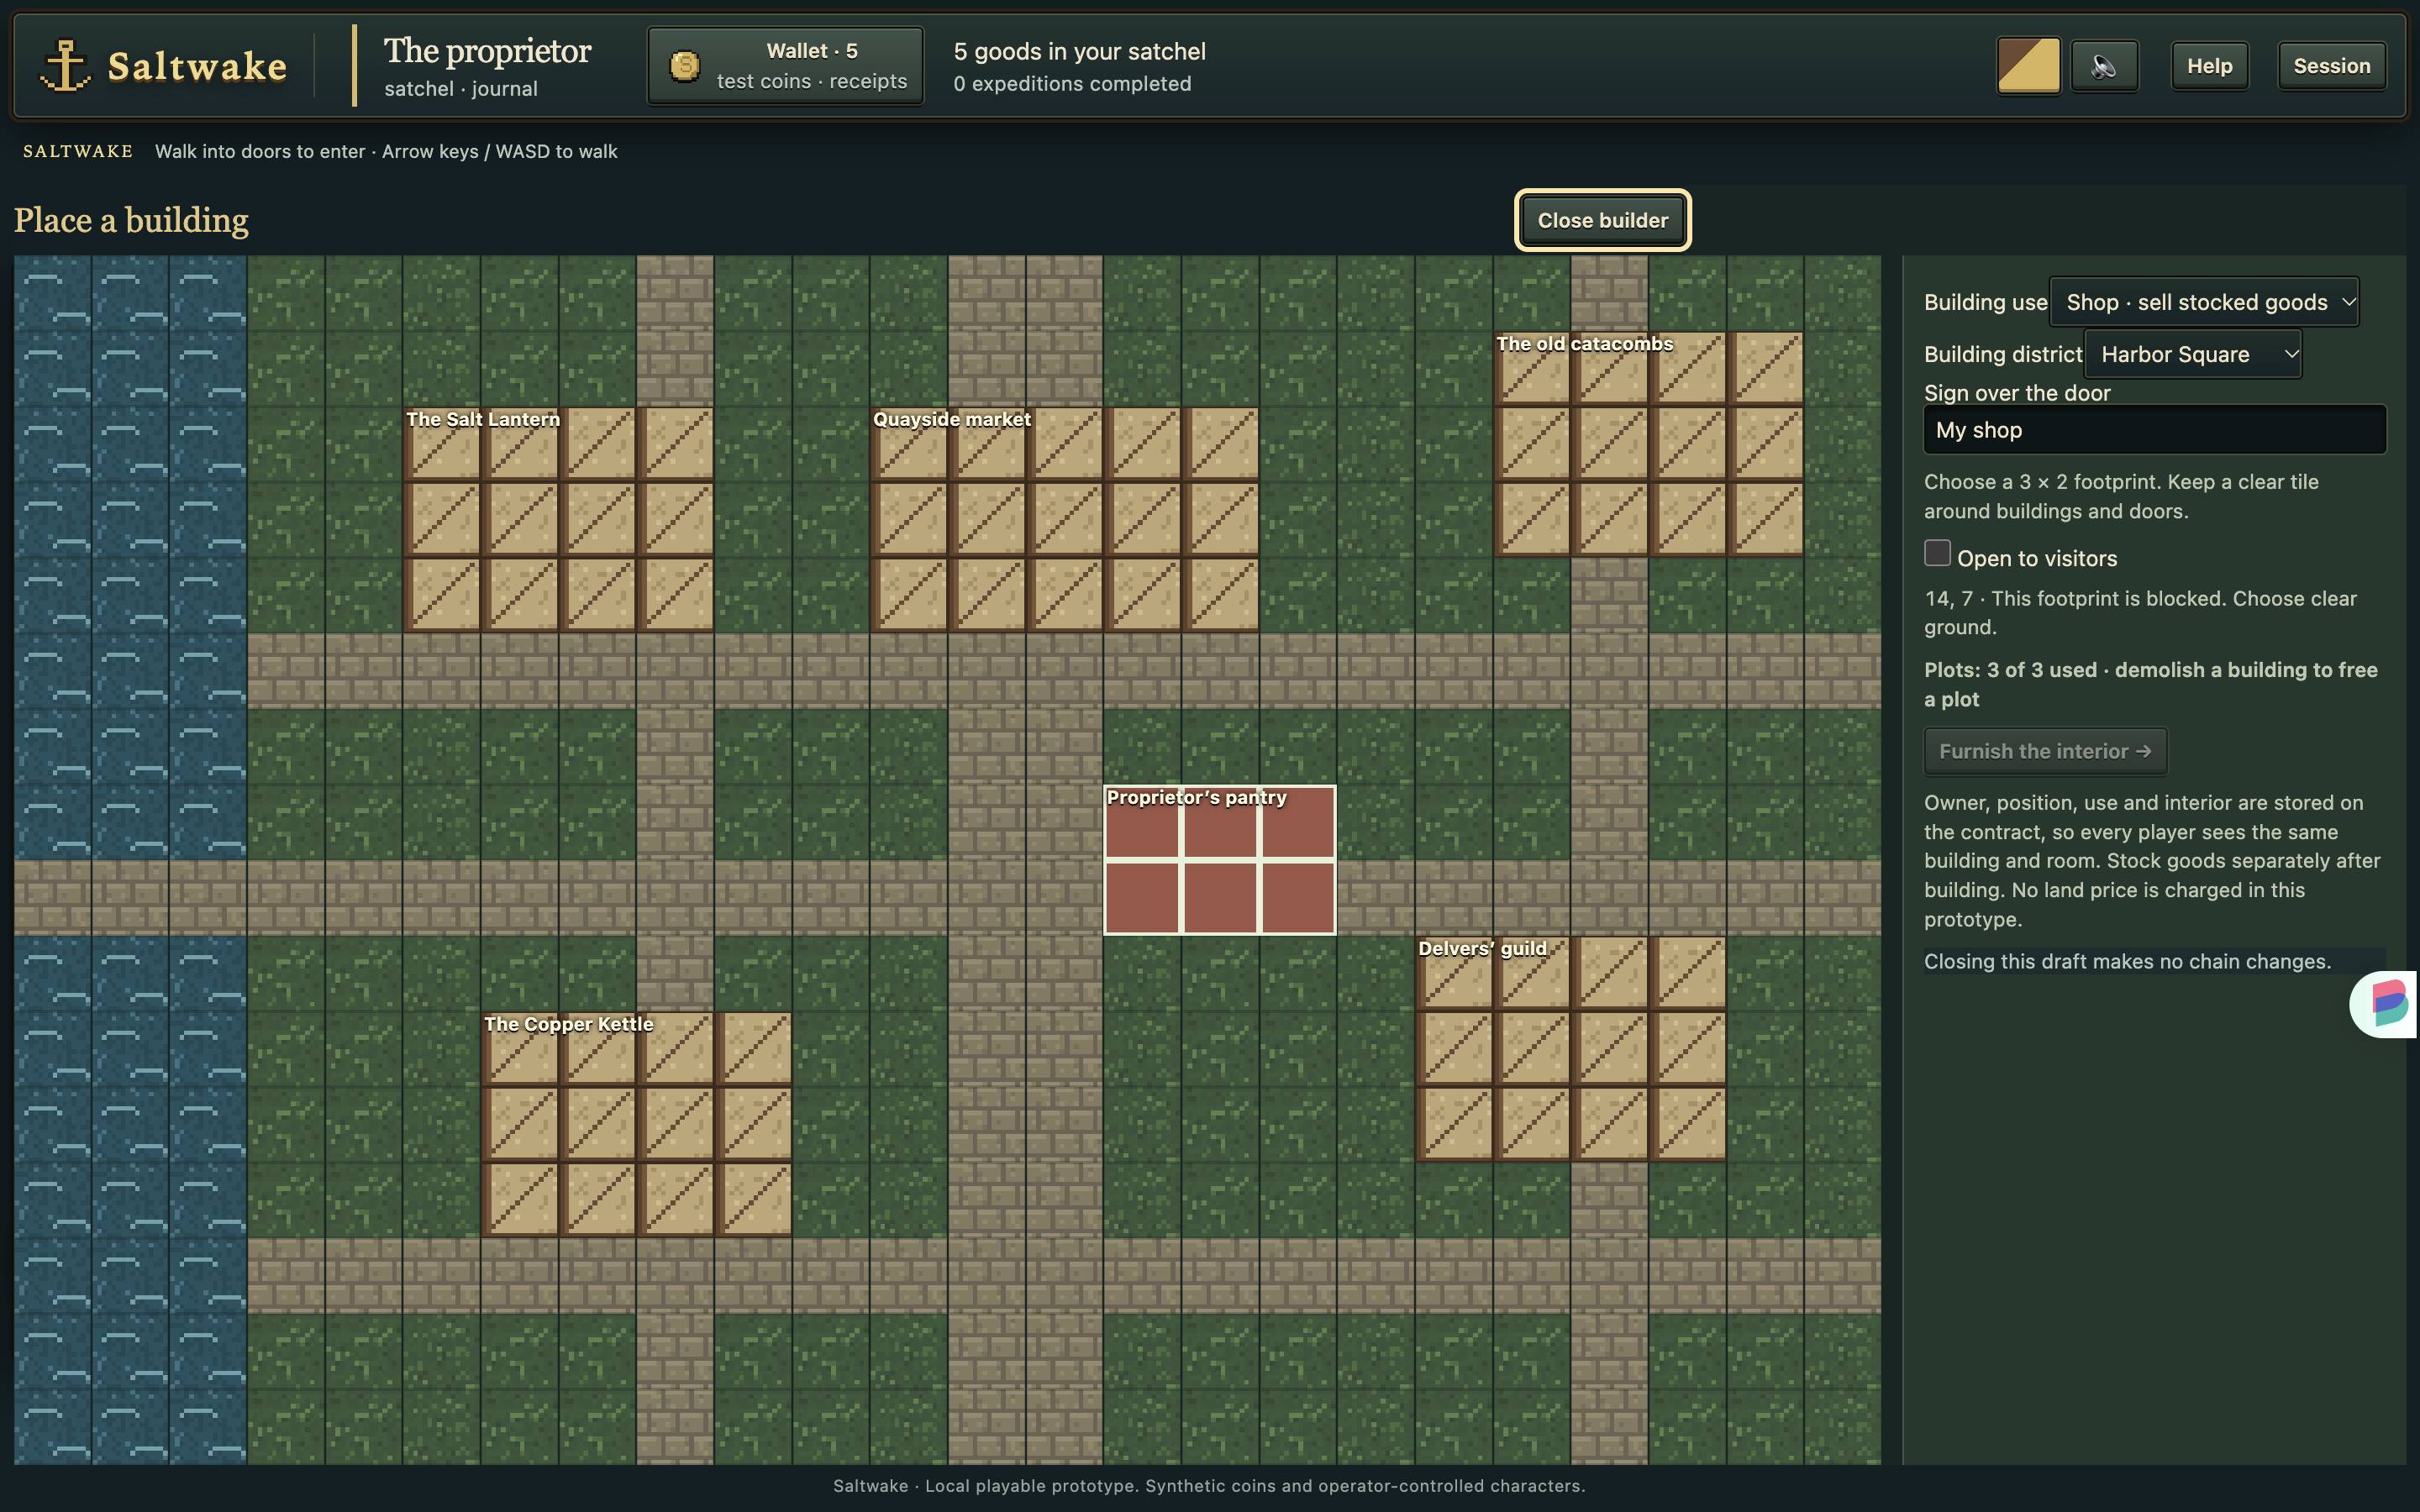 Saltwake
The proprietor
satchel · journal
Wallet · 5
test coins · receipts
5 goods in your satchel
0 expeditions completed
Help
Session
SALTWAKE
Walk into doors to enter · Arrow keys / WASD to walk
Place a building
Close builder
The old catacombs
The Salt Lantern
Quayside market
Proprietor’s pantry
Delvers’ guild
The Copper Kettle
Building use
Shop · sell stocked goods
Building district
Harbor Square
Sign over the door
My shop
Choose a 3 × 2 footprint. Keep a clear tile
around buildings and doors.
Open to visitors
14, 7 · This footprint is blocked. Choose clear
ground.
Plots: 3 of 3 used · demolish a building to free
a plot
Furnish the interior →
Owner, position, use and interior are stored on
the contract, so every player sees the same
building and room. Stock goods separately after
building. No land price is charged in this
prototype.
Closing this draft makes no chain changes.
Saltwake · Local playable prototype. Synthetic coins and operator-controlled characters.